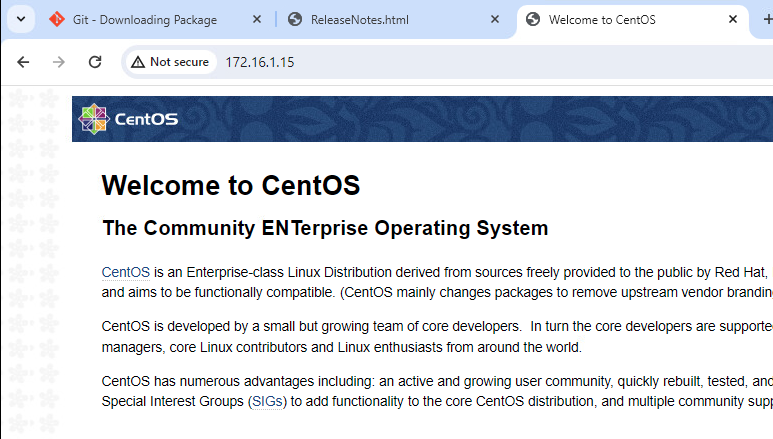 Git - Downloading Package
ReleaseNotes.html
Welcome to CentOS
Not secure
172.16.1.15
CentOS
Welcome to CentOS
The Community ENTerprise Operating System
CentOS is an Enterprise-class Linux Distribution derived from sources freely provided to the public by Red Hat,
and aims to be functionally compatible. (CentOS mainly changes packages to remove upstream vendor
CentOS is developed by a small but growing team of core developers.  In turn the core developers are
managers, core Linux contributors and Linux enthusiasts from around the world.
CentOS has numerous advantages including: an active and growing user community, quickly rebuilt, tested, and
Special Interest Groups (SIGs) to add functionality to the core CentOS distribution, and multiple community